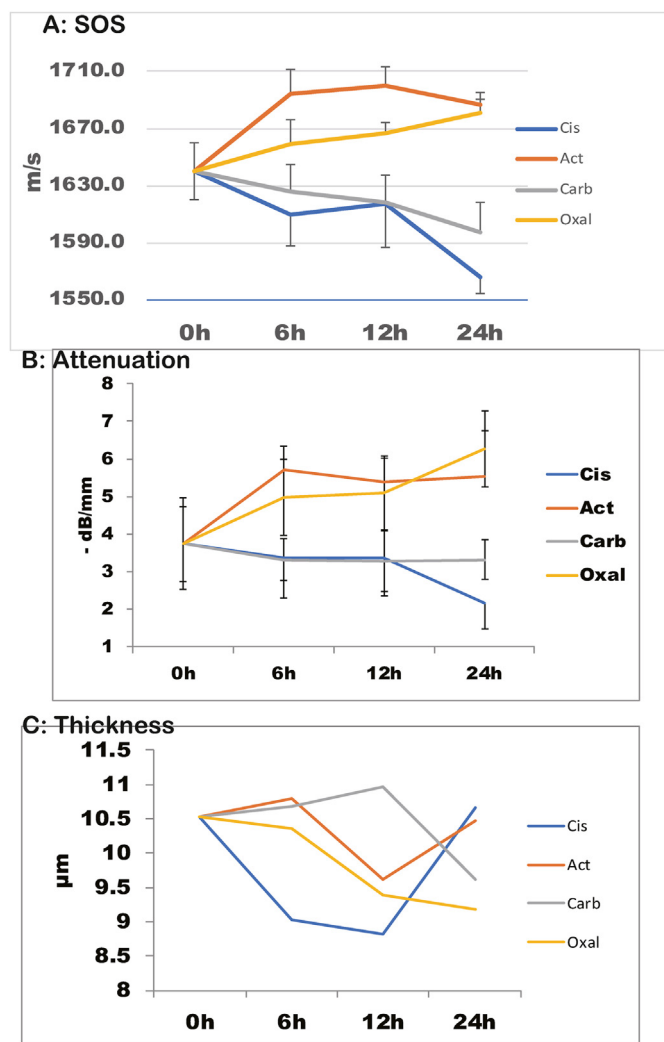 A: SOS
1710.0
1670.0
1630.0
1590.0
1550.0
m/s
0h 6h 12h 24h
Cis
Act
Carb
Oxal
B: Attenuation
8
7
6
5
4
3
2
1
- dB/mm
0h 6h 12h 24h
Cis
Act
Carb
Oxal
C: Thickness
11.5
11
10.5
10
9.5
9
8.5
8
µm
0h 6h 12h 24h
Cis
Act
Carb
Oxal